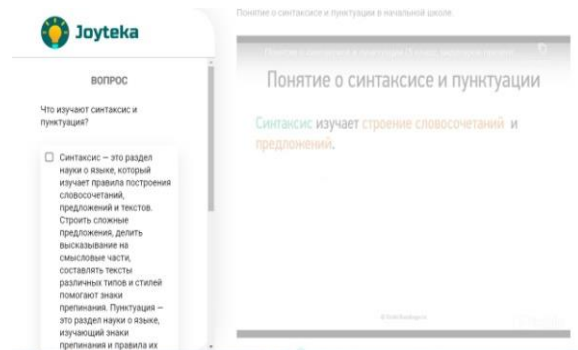 Joyteka
ВОПРОС
Что изучают синтаксис и
пунктуация?
Синтаксис – это раздел
науки о языке, который
изучает правила построения
словосочетаний,
предложений и текстов.
Строить сложные
предложения, делить
высказывание на
смысловые части,
составлять тексты
различных типов и стилей
помогают знаки
препинания. Пунктуация –
это раздел науки о языке,
изучающий знаки
препинания и правила их
Понятие о синтаксисе и пунктуации в начальной школе.
Понятие о синтаксисе и пунктуации
Синтаксис изучает строение словосочетаний и
предложений.